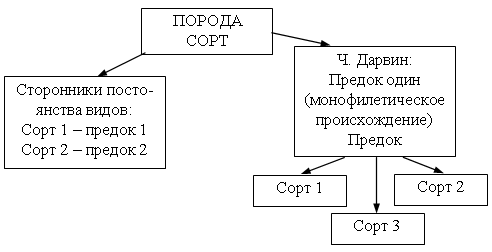 ПОРОДА
СОРТ
Сторонники посто-
янства видов:
Сорт 1 – предок 1
Сорт 2 – предок 2
Ч. Дарвин:
Предок один
(монофилетическое
происхождение)
Предок
Сорт 1
Сорт 2
Сорт 3